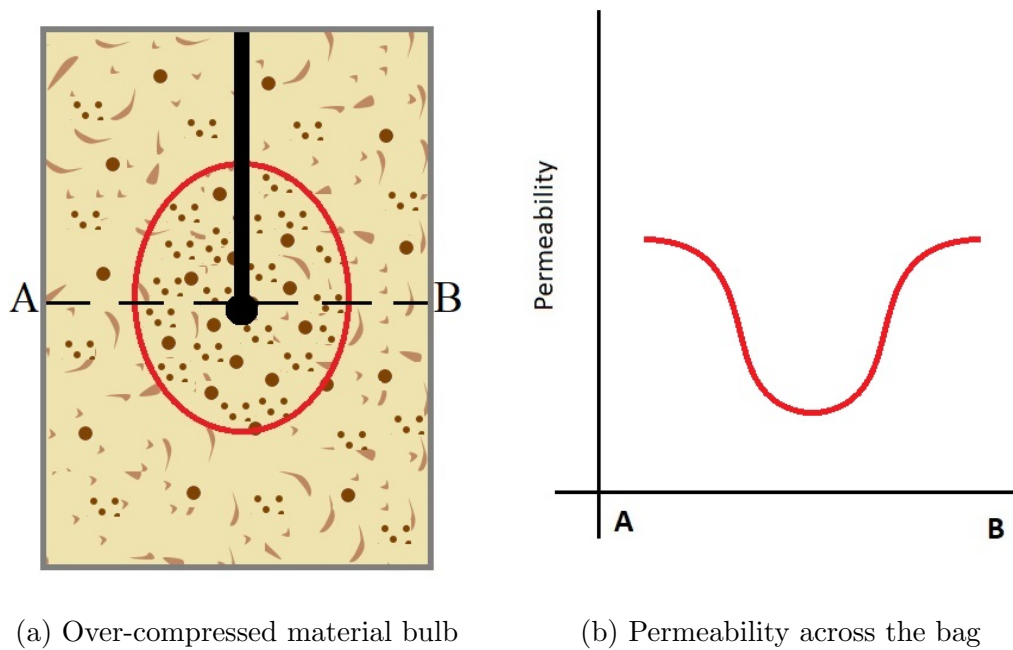 A
B
Permeability
A
B
(a) Over-compressed material bulb
(b) Permeability across the bag